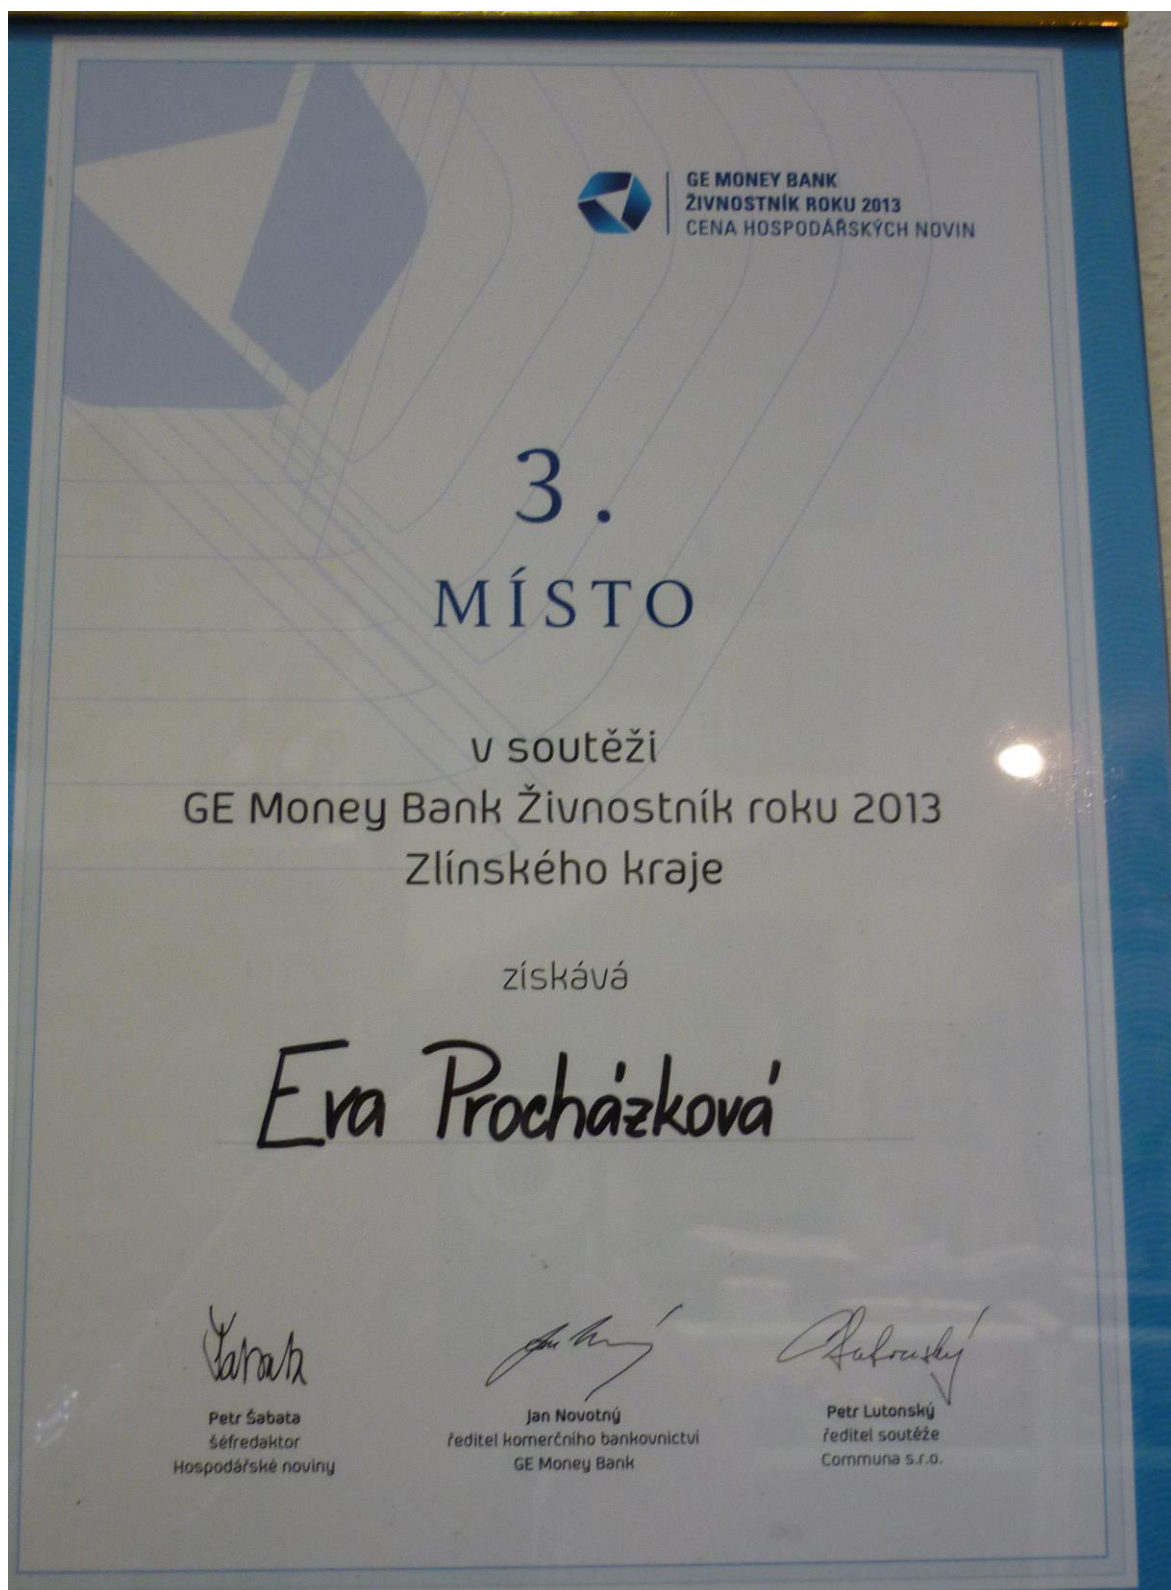 GE MONEY BANK
ŽIVNOSTNÍK ROKU 2013
CENA HOSPODÁŘSKÝCH NOVIN
3.
MÍSTO
v soutěži
GE Money Bank Živnostník roku 2013
Zlínského kraje
získává
Eva Procházková
Petr Šabata
šéfredaktor
Hospodářské noviny
Jan Novotný
ředitel komerčního bankovnictví
GE Money Bank
Petr Lutonský
ředitel soutěže
Communa s.r.o.